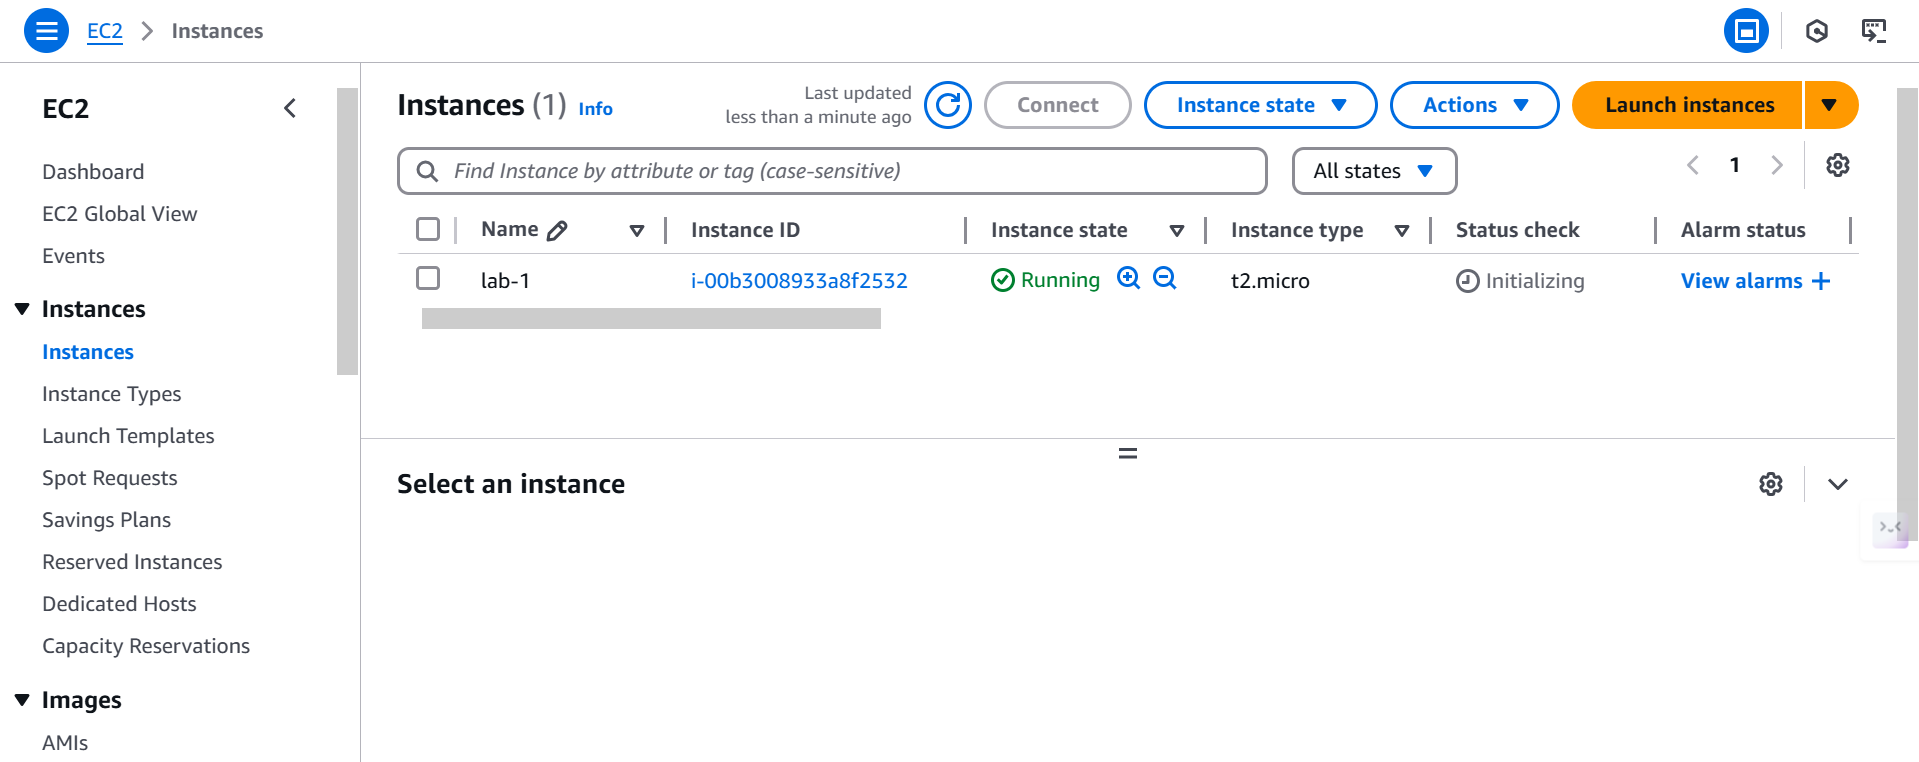 EC2 > Instances
EC2
Dashboard
EC2 Global View
Events
Instances
Instances
Instance Types
Launch Templates
Spot Requests
Savings Plans
Reserved Instances
Dedicated Hosts
Capacity Reservations
Images
AMIs
Instances (1) Info
Last updated
less than a minute ago
Connect
Instance state
Actions
Launch instances
Find Instance by attribute or tag (case-sensitive)
All states
1
Name Instance ID Instance state Instance type Status check Alarm status
lab-1 i-00b3008933a8f2532 Running t2.micro Initializing View alarms +
Select an instance